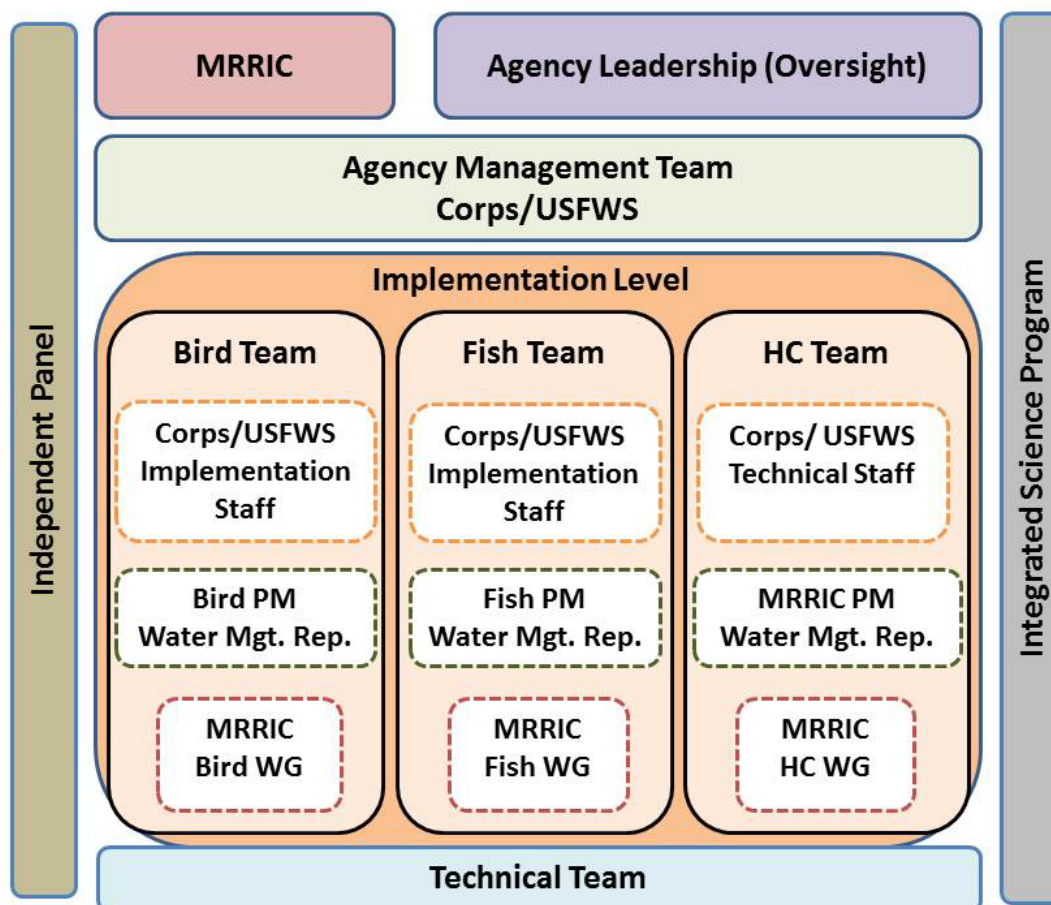 MRRIC
Agency Leadership (Oversight)
Agency Management Team
Corps/USFWS
Independent Panel
Integrated Science Program
Implementation Level
Bird Team
Corps/USFWS
Implementation
Staff
Bird PM
Water Mgt. Rep.
MRRIC
Bird WG
Fish Team
Corps/USFWS
Implementation
Staff
Fish PM
Water Mgt. Rep.
MRRIC
Fish WG
HC Team
Corps/ USFWS
Technical Staff
MRRIC PM
Water Mgt. Rep.
MRRIC
HC WG
Technical Team